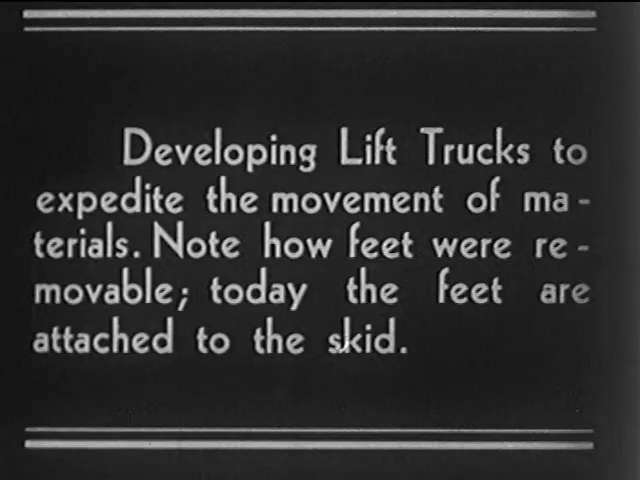 Developing Lift Trucks to
expedite the movement of ma-
terials. Note how feet were re-
movable; today the feet are
attached to the skid.